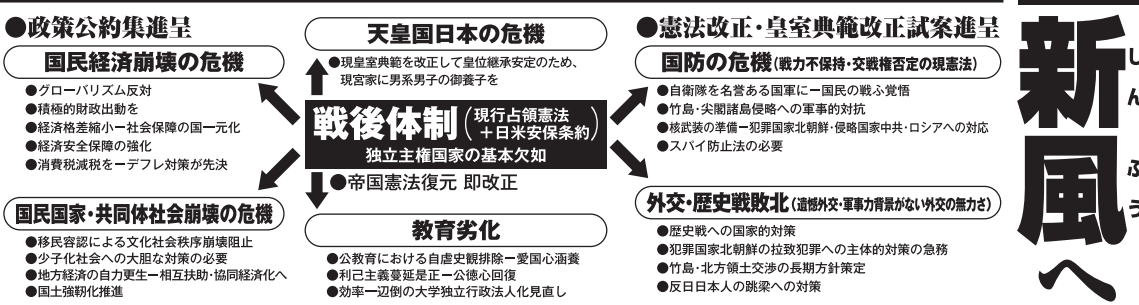 ●政策公約集進呈
国民経済崩壊の危機
●グローバリズム反対
●積極的財政出動を
●経済格差縮小ー社会保障の国一元化
●経済安全保障の強化
●消費税減税をーデフレ対策が先決
国民国家・共同体社会崩壊の危機
●移民容認による文化社会秩序崩壊阻止
●少子化社会への大胆な対策の必要
●地方経済の自力更生ー相互扶助・協同経済化へ
●国土強靭化推進
天皇国日本の危機
●現皇室典範を改正して皇位継承安定のため、
現宮家に男系男子の御養子を
戦後体制(現行占領憲法
+日米安保条約)
独立主権国家の基本欠如
●帝国憲法復元 即改正
教育劣化
●公教育における自虐史観排除ー愛国心涵養
●利己主義蔓延是正ー公徳心回復
●効率一辺倒の大学独立行政法人化見直し
●憲法改正・皇室典範改正試案進呈
国防の危機(戦力不保持・交戦権否定の現憲法)
●自衛隊を名誉ある国軍にー国民の戦ふ覚悟
●竹島・尖閣諸島侵略への軍事的対抗
●核武装の準備ー犯罪国家北朝鮮・侵略国家中共・ロシアへの対応
●スパイ防止法の必要
外交・歴史戦敗北(遺憾外交・軍事力背景がない外交の無力さ)
●歴史戦への国家的対策
●犯罪国家北朝鮮の拉致犯罪への主体的対策の急務
●竹島・北方領土交渉の長期方針策定
●反日日本人の跳梁への対策
新風へ
しんぷう